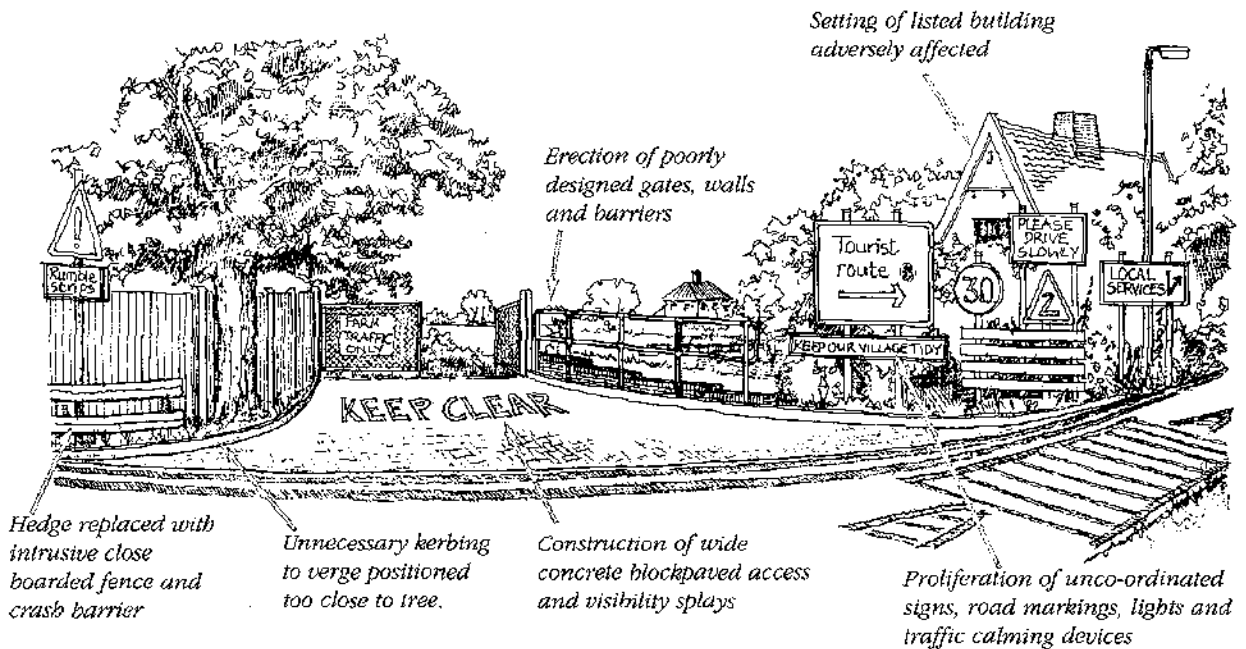 Setting of listed building
adversely affected
Erection of poorly
designed gates, walls
and barriers
Rumble
strips
FARM
TRAFFIC
ONLY
KEEP CLEAR
Tourist
route
KEEP OUR VILLAGE TIDY
30
PLEASE
DRIVE
SLOWLY
2
LOCAL
SERVICES
Hedge replaced with
intrusive close
boarded fence and
crash barrier
Unnecessary kerbing
to verge positioned
too close to tree.
Construction of wide
concrete blockpaved access
and visibility splays
Proliferation of unco-ordinated
signs, road markings, lights and
traffic calming devices